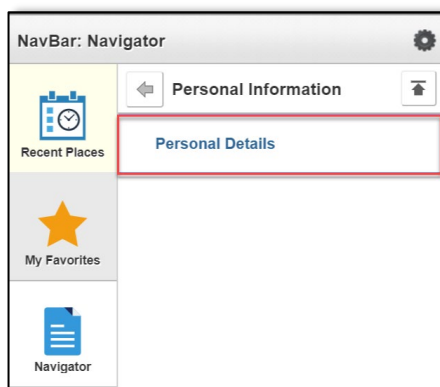 NavBar: Navigator
Personal Information
Personal Details
Recent Places
My Favorites
Navigator